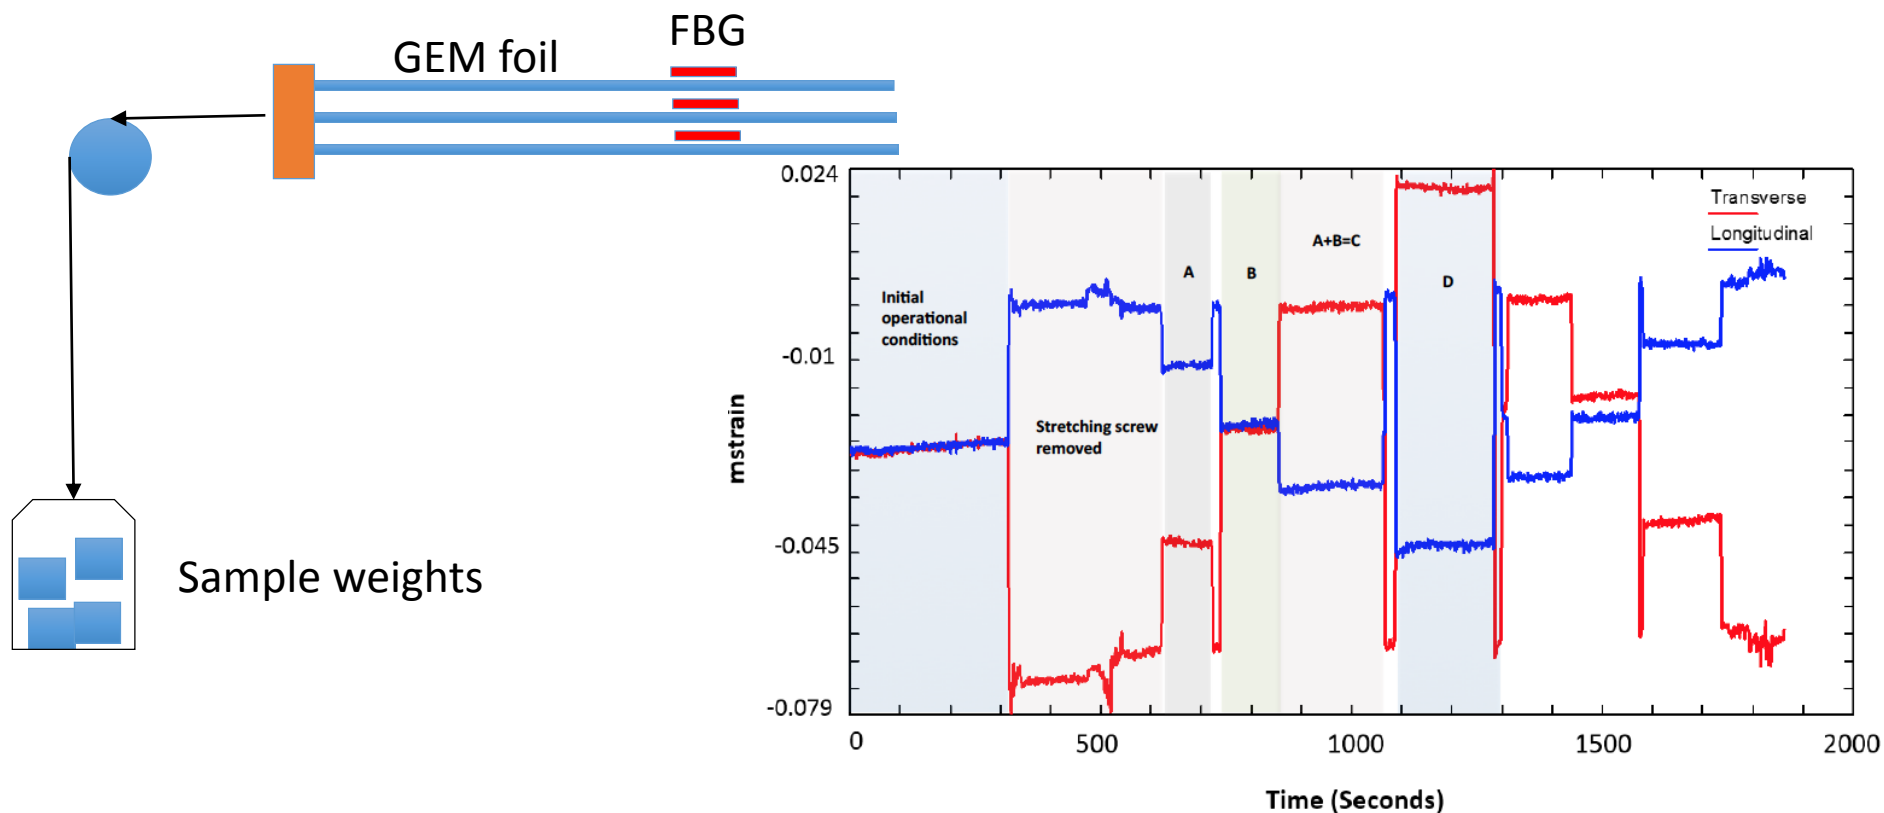 GEM foil
FBG
Sample weights
0.024
-0.01
-0.045
-0.079
mstrain
Initial
operational
conditions
Stretching screw
removed
A
B
A+B=C
D
Transverse
Longitudinal
0
500
1000
1500
2000
Time (Seconds)